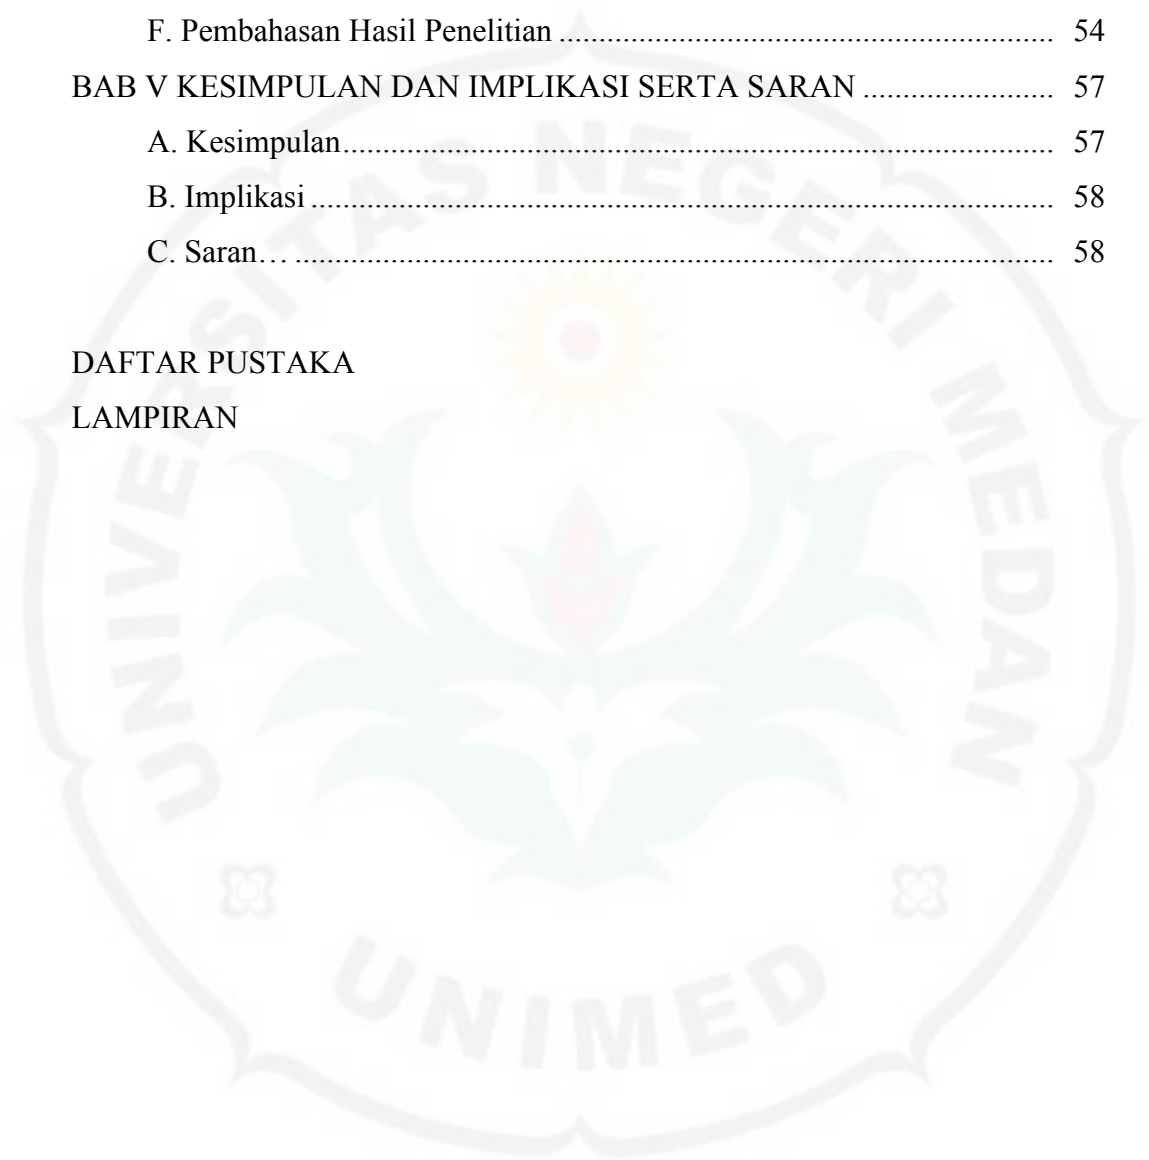 F. Pembahasan Hasil Penelitian ................................................................ 54
BAB V KESIMPULAN DAN IMPLIKASI SERTA SARAN ........................ 57
A. Kesimpulan............................................................................................ 57
B. Implikasi ................................................................................................ 58
C. Saran… .................................................................................................. 58
DAFTAR PUSTAKA
LAMPIRAN
UNIVERSITAS NEGERI MEDAN
UNIMED